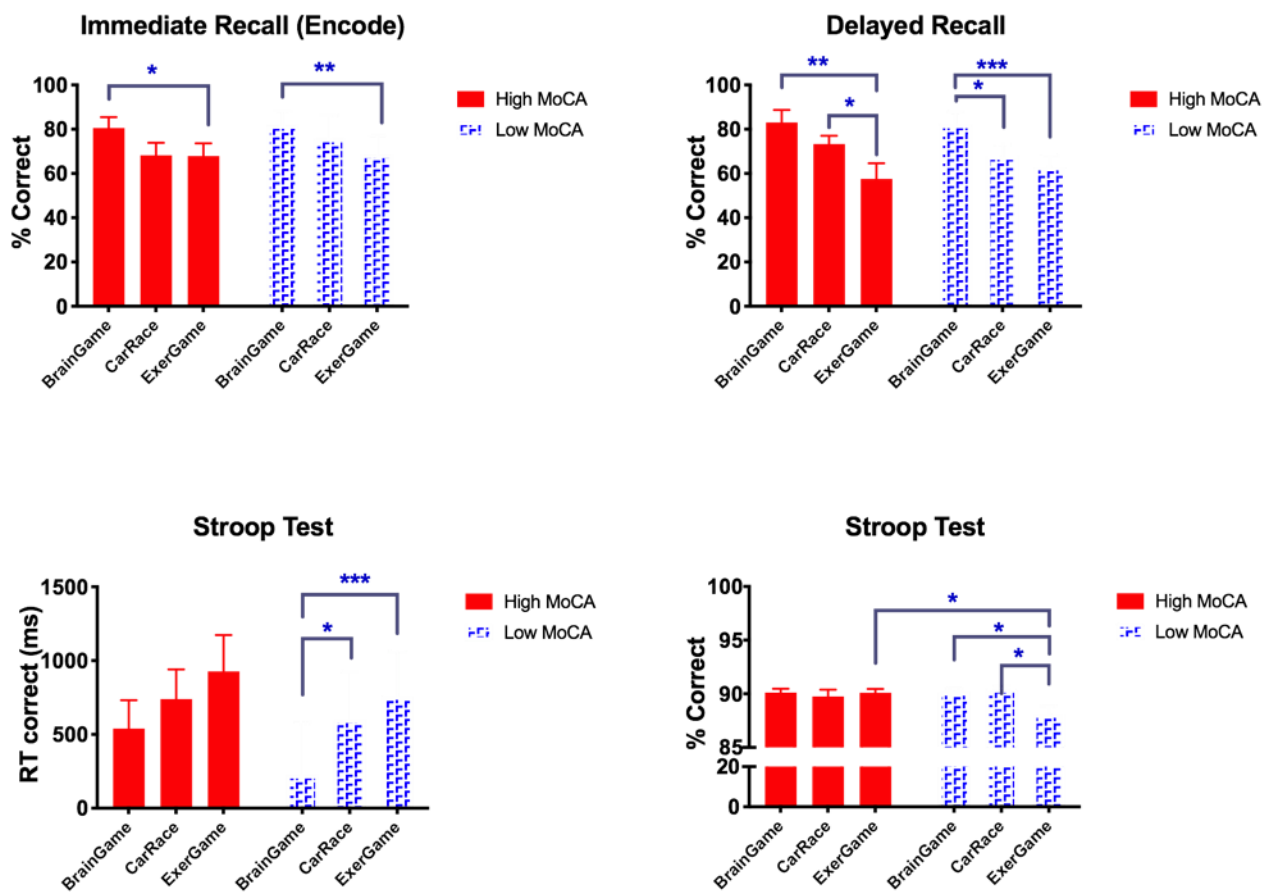 Immediate Recall (Encode)
% Correct
100
80
60
40
20
0
*
**
High MoCA
Low MoCA
BrainGame
CarRace
ExerGame
BrainGame
CarRace
ExerGame
Delayed Recall
% Correct
100
80
60
40
20
0
**
*
***
*
High MoCA
Low MoCA
BrainGame
CarRace
ExerGame
BrainGame
CarRace
ExerGame
Stroop Test
RT correct (ms)
1500
1000
500
0
***
*
High MoCA
Low MoCA
BrainGame
CarRace
ExerGame
BrainGame
CarRace
ExerGame
Stroop Test
% Correct
100
95
90
85
20
0
*
*
*
High MoCA
Low MoCA
BrainGame
CarRace
ExerGame
BrainGame
CarRace
ExerGame